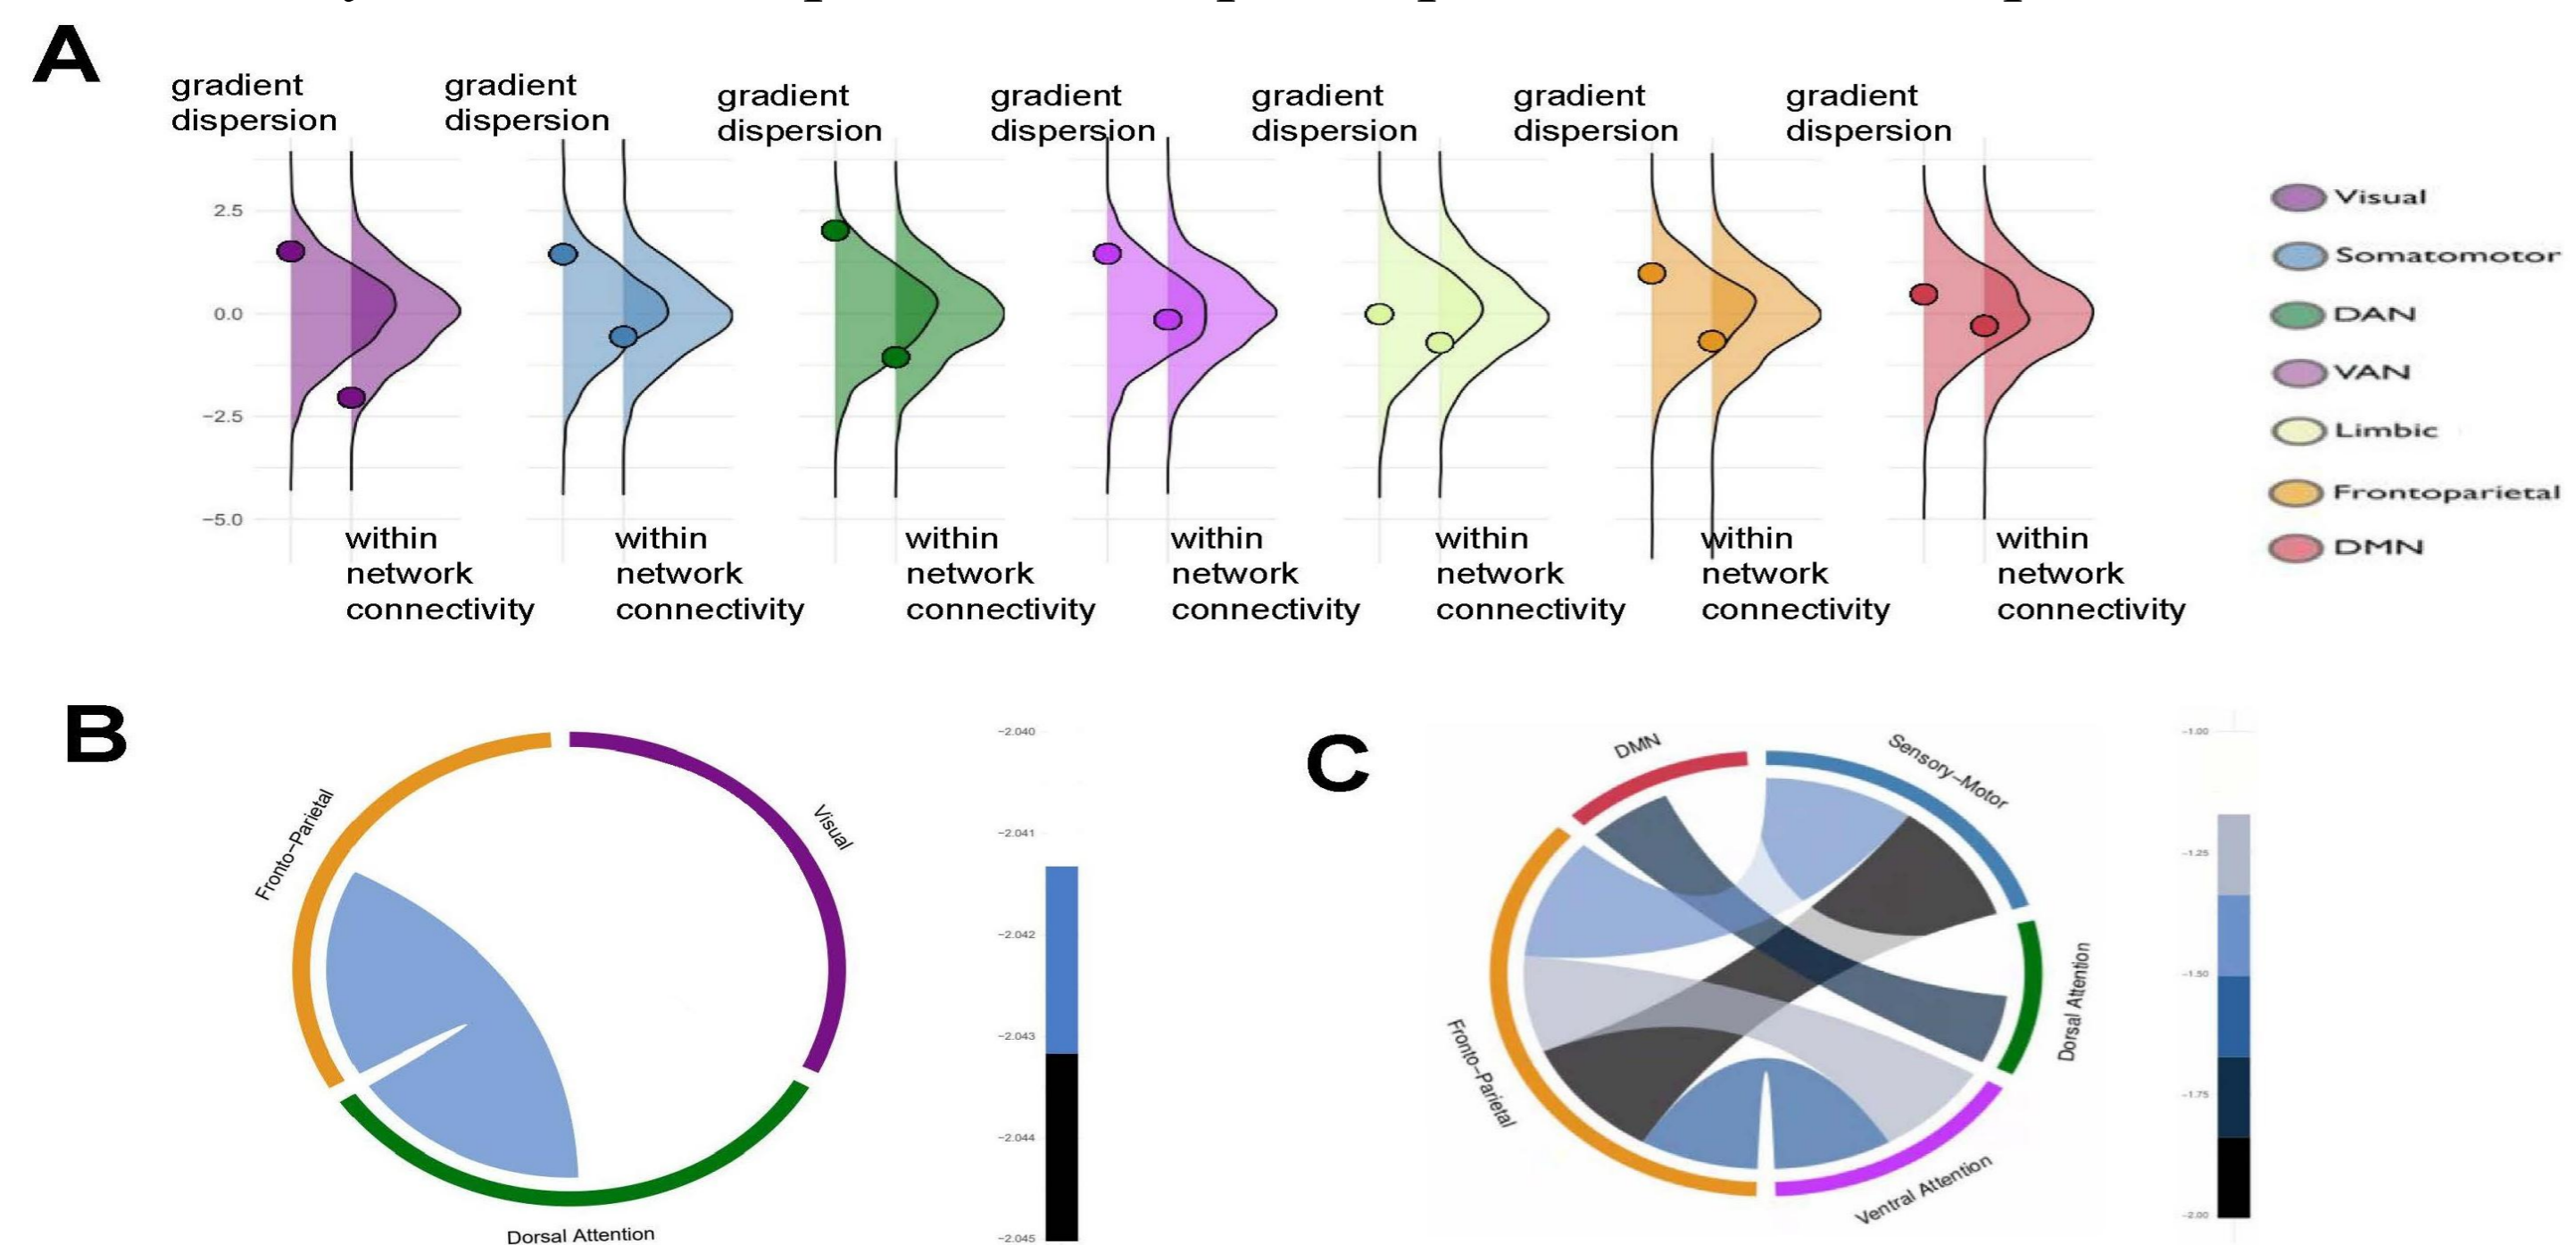 A
gradient
dispersion
gradient
dispersion
gradient
dispersion
gradient
dispersion
gradient
dispersion
gradient
dispersion
gradient
dispersion
2.5
0.0
−2.5
−5.0
within
network
connectivity
within
network
connectivity
within
network
connectivity
within
network
connectivity
within
network
connectivity
within
network
connectivity
within
network
connectivity
Visual
Somatomotor
DAN
VAN
Limbic
Frontoparietal
DMN
B
Fronto−Parietal
Visual
Dorsal Attention
−2.040
−2.041
−2.042
−2.043
−2.044
−2.045
C
DMN
Sensory−Motor
Dorsal Attention
Ventral Attention
Fronto−Parietal
−1.00
−1.25
−1.50
−1.75
−2.00